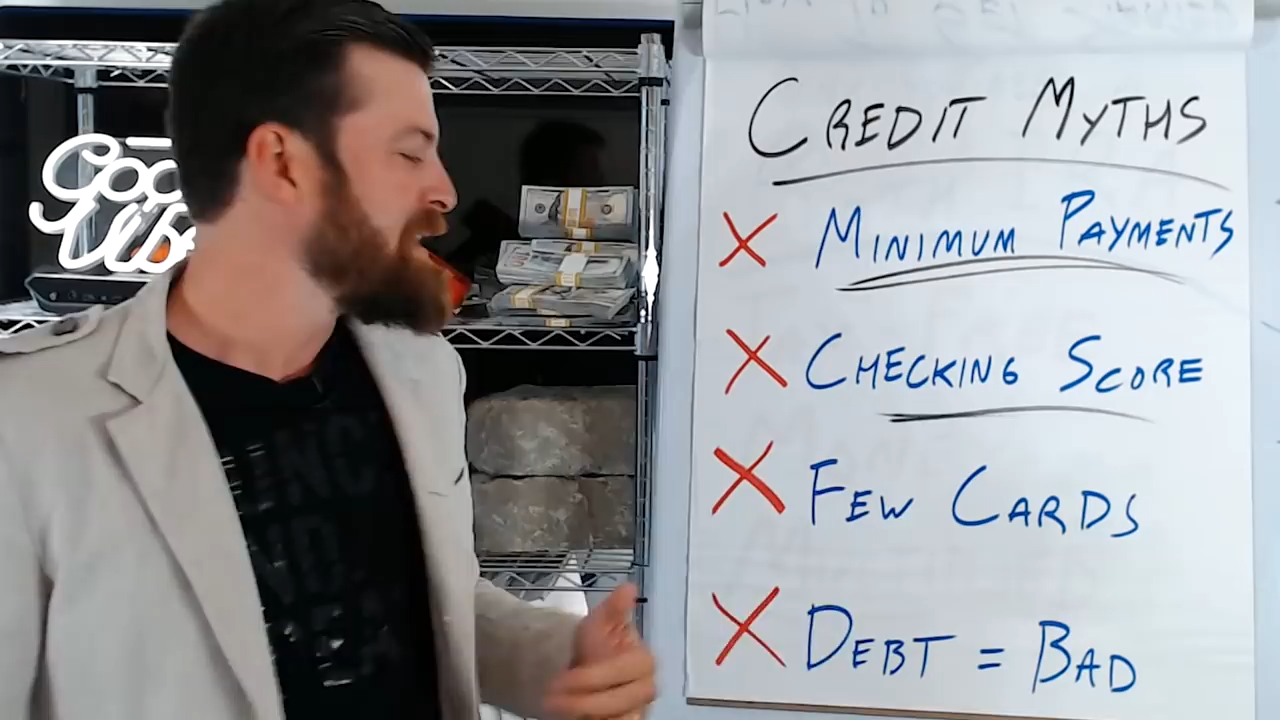 CREDIT MYTHS
X MINIMUM PAYMENTS
X CHECKING SCORE
X FEW CARDS
X DEBT = BAD